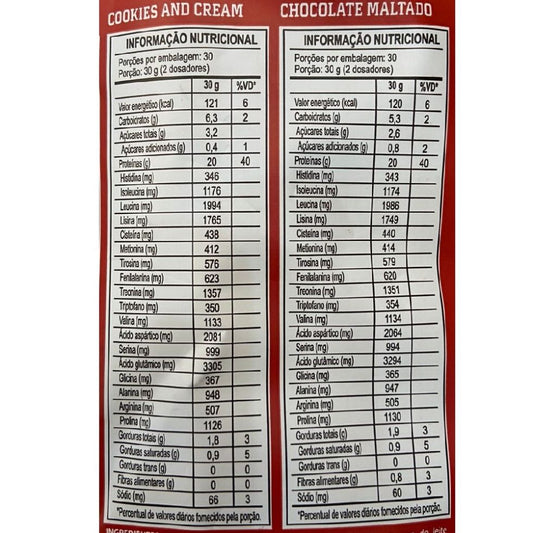 COOKIES AND CREAM
INFORMAÇÃO NUTRICIONAL
Porções por embalagem: 30
Porção: 30 g (2 dosadores)
30 g %VD*
Valor energético (kcal) 121 6
Carboidratos (g) 6,3 2
Açúcares totais (g) 3,2
Açúcares adicionados (g) 0,4 1
Proteínas (g) 20 40
Histidina (mg) 346
Isoleucina (mg) 1176
Leucina (mg) 1994
Lisina (mg) 1765
Cisteína (mg) 438
Metionina (mg) 412
Tirosina (mg) 576
Fenilalanina (mg) 623
Treonina (mg) 1357
Triptofano (mg) 350
Valina (mg) 1133
Ácido aspártico (mg) 2081
Serina (mg) 999
Ácido glutâmico (mg) 3305
Glicina (mg) 367
Alanina (mg) 948
Arginina (mg) 507
Prolina (mg) 1126
Gorduras totais (g) 1,8 3
Gorduras saturadas (g) 0,9 5
Gorduras trans (g) 0 0
Fibras alimentares (g) 0 0
Sódio (mg) 66 3
*Percentual de valores diários fornecidos pela porção.
CHOCOLATE MALTADO
INFORMAÇÃO NUTRICIONAL
Porções por embalagem: 30
Porção: 30 g (2 dosadores)
30 g %VD*
Valor energético (kcal) 120 6
Carboidratos (g) 5,3 2
Açúcares totais (g) 2,6
Açúcares adicionados (g) 0,8 2
Proteínas (g) 20 40
Histidina (mg) 343
Isoleucina (mg) 1174
Leucina (mg) 1986
Lisina (mg) 1749
Cisteína (mg) 440
Metionina (mg) 414
Tirosina (mg) 579
Fenilalanina (mg) 620
Treonina (mg) 1351
Triptofano (mg) 354
Valina (mg) 1134
Ácido aspártico (mg) 2064
Serina (mg) 994
Ácido glutâmico (mg) 3294
Glicina (mg) 365
Alanina (mg) 947
Arginina (mg) 505
Prolina (mg) 1130
Gorduras totais (g) 1,9 3
Gorduras saturadas (g) 0,9 5
Gorduras trans (g) 0 0
Fibras alimentares (g) 0,8 3
Sódio (mg) 60 3
*Percentual de valores diários fornecidos pela porção.